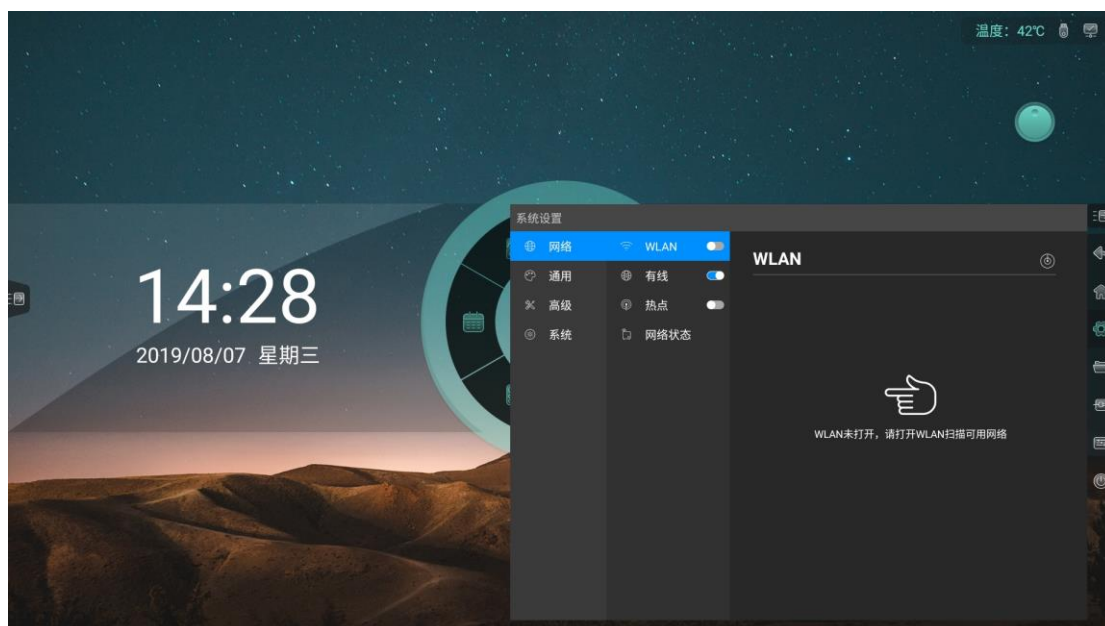 温度：42℃
14:28
2019/08/07 星期三
系统设置
网络
通用
高级
系统
WLAN
有线
热点
网络状态
WLAN
WLAN未打开，请打开WLAN扫描可用网络